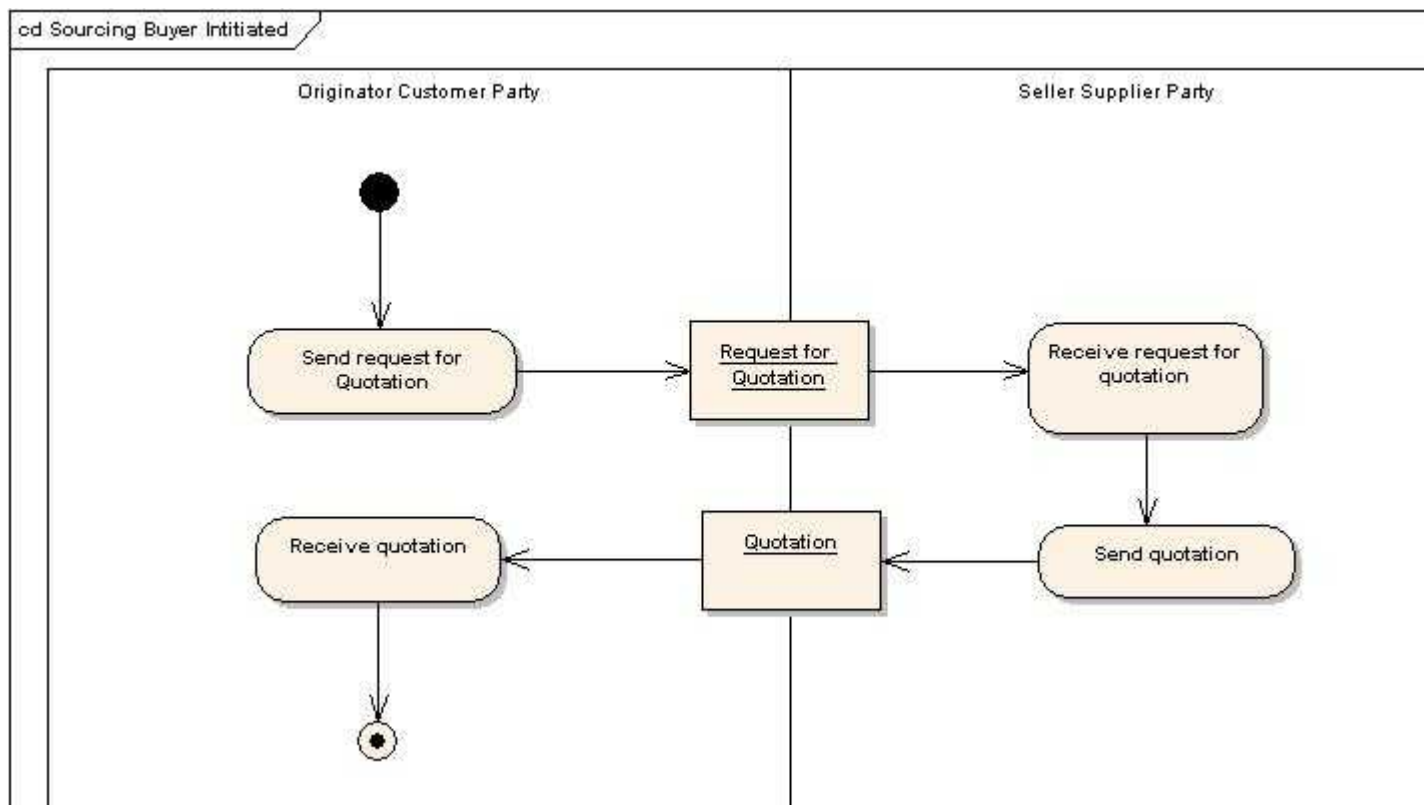 cd Sourcing Buyer Intitiated
Originator Customer Party
Seller Supplier Party
Send request for
Quotation
Request for
Quotation
Receive request for
quotation
Receive quotation
Quotation
Send quotation